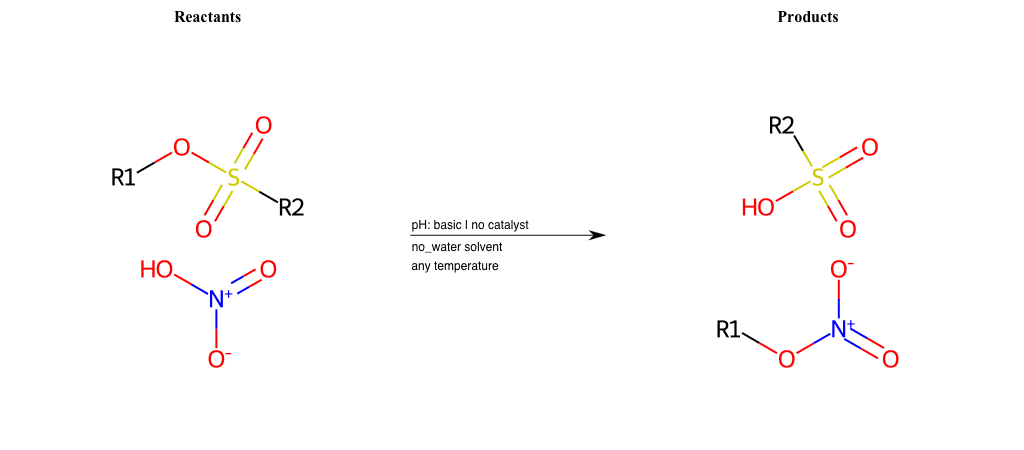 Reactants
Products
O
R2
O
O
R1
S
S
R2
HO
O
O
HO
O
O⁻
N⁺
R1
N⁺
O⁻
O
O
pH: basic | no catalyst
no_water solvent
any temperature